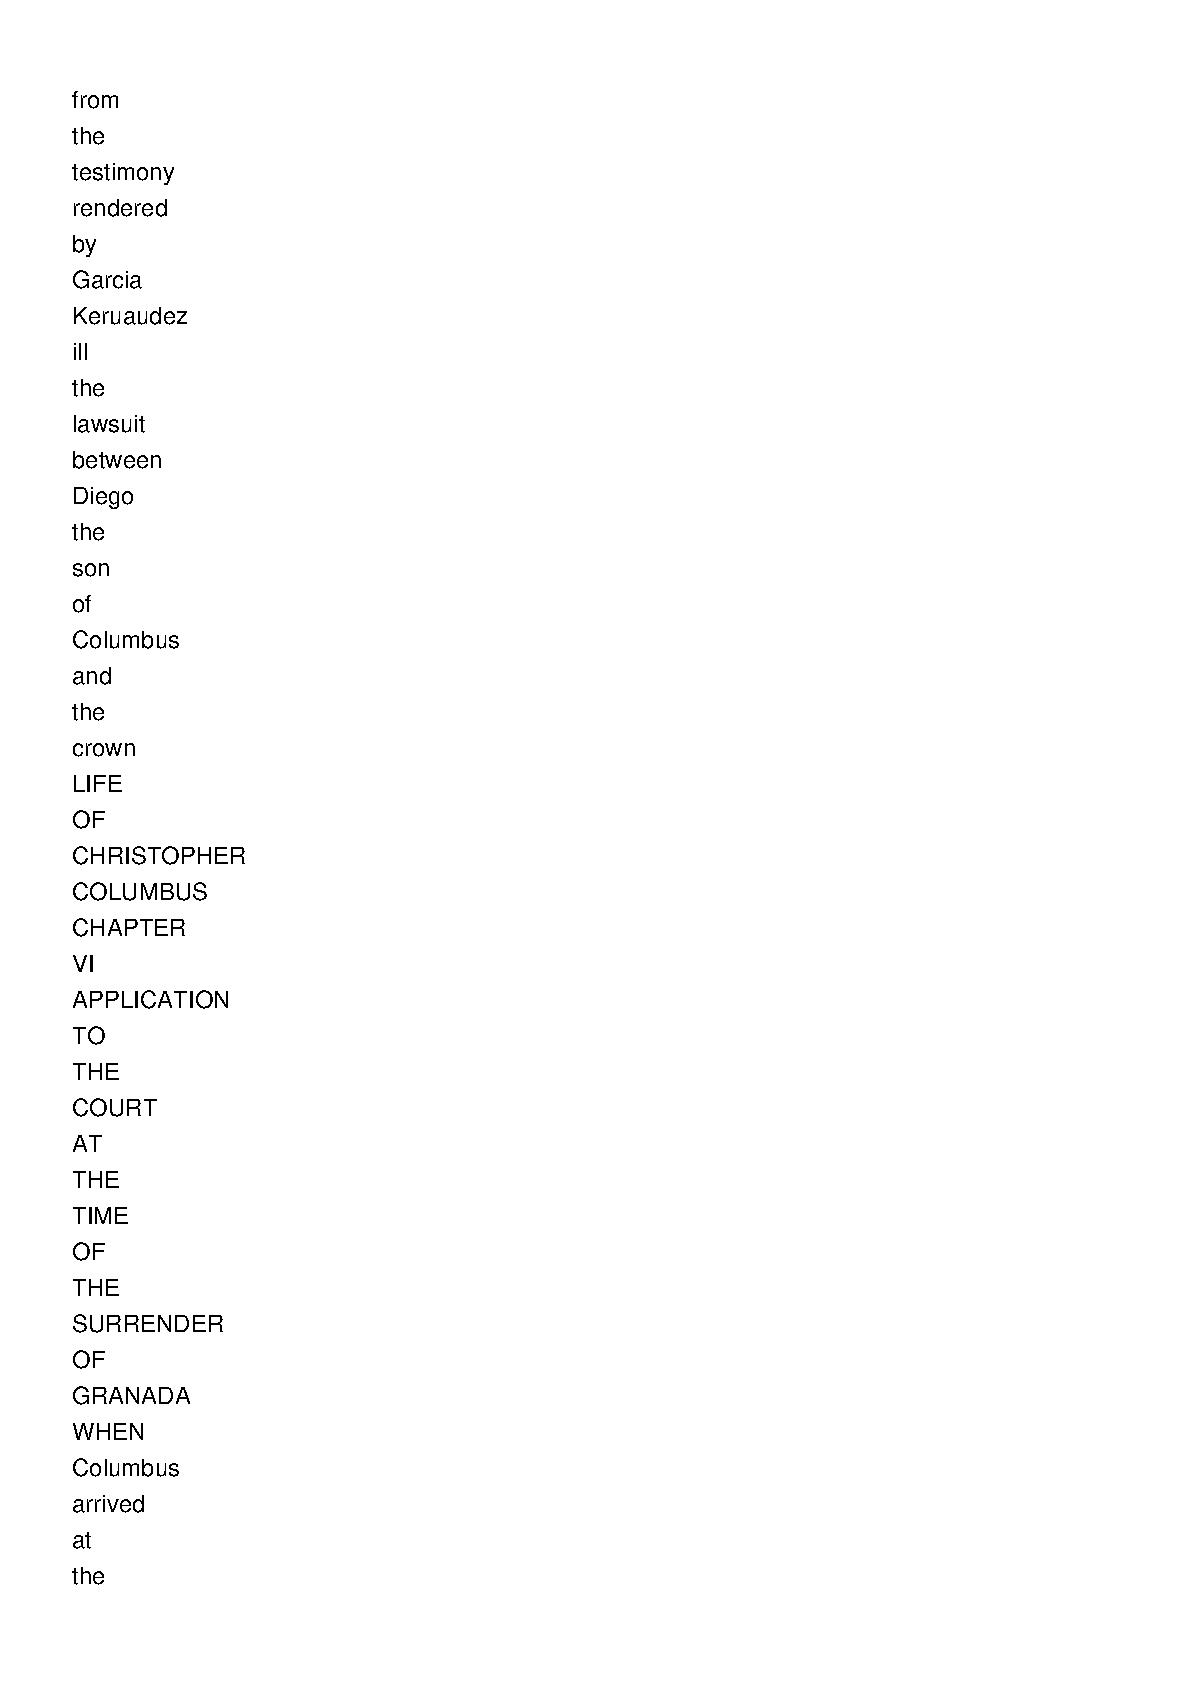 from
the
testimony
rendered
by
Garcia
Keruaudez
ill
the
lawsuit
between
Diego
the
son
of
Columbus
and
the
crown
LIFE
OF
CHRISTOPHER
COLUMBUS
CHAPTER
VI
APPLICATION
TO
THE
COURT
AT
THE
TIME
OF
THE
SURRENDER
OF
GRANADA
WHEN
Columbus
arrived
at
the